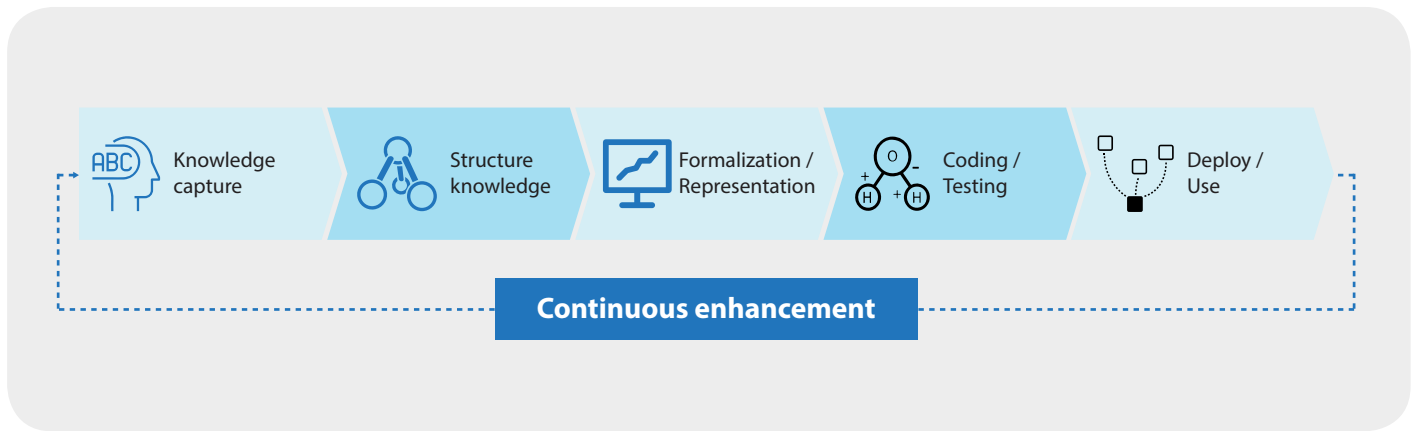 ABC
Knowledge
capture
Structure
knowledge
Formalization /
Representation
O
+
-
H
+
H
Coding /
Testing
Deploy /
Use
Continuous enhancement